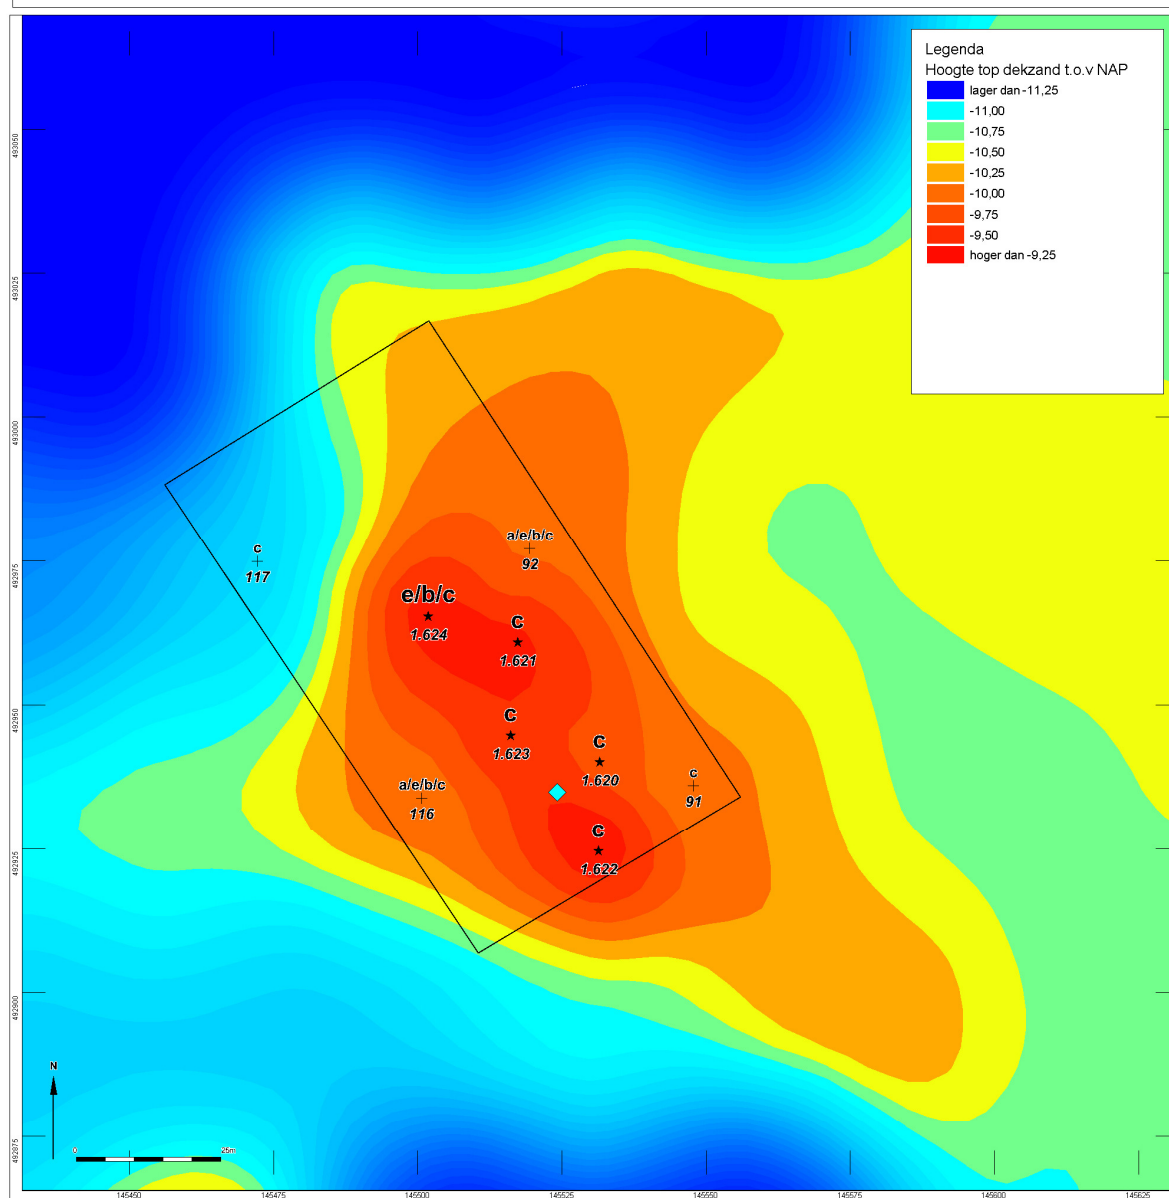 Legenda
Hoogte top dekzand t.o.v NAP
lager dan -11,25
-11,00
-10,75
-10,50
-10,25
-10,00
-9,75
-9,50
hoger dan -9,25
493050
493025
493000
492975
492950
492925
492900
492875
a/e/b/c
92
c
117
e/b/c
1.624
c
1.621
c
1.623
c
1.620
a/e/b/c
116
c
91
c
1.622
N
0 25m
145450 145475 145500 145525 145550 145575 145600 145625